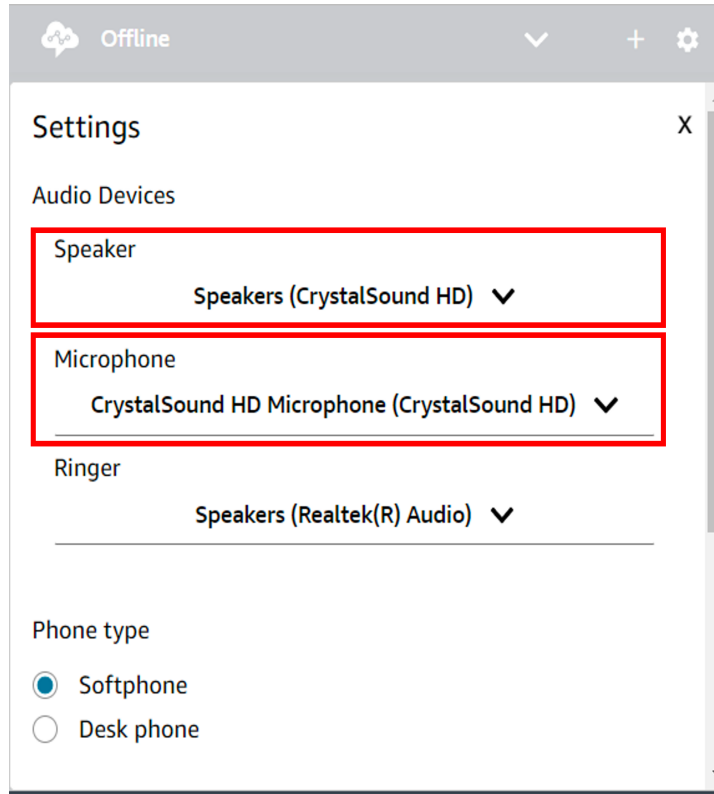 Offline
Settings
X
Audio Devices
Speaker
Speakers (CrystalSound HD)
Microphone
CrystalSound HD Microphone (CrystalSound HD)
Ringer
Speakers (Realtek(R) Audio)
Phone type
Softphone
Desk phone